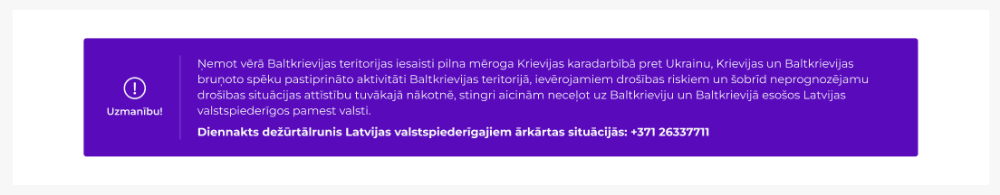 Uzmanību!
Ņemot vērā Baltkrievijas teritorijas iesaisti pilna mēroga Krievijas karadarbībā pret Ukrainu, Krievijas un Baltkrievijas
bruņoto spēku pastiprināto aktivitāti Baltkrievijas teritorijā, ievērojamiem drošības riskiem un šobrīd neprognozējamu
drošības situācijas attīstību tuvākajā nākotnē, stingri aicinām neceļot uz Baltkrieviju un Baltkrievijā esošos Latvijas
valstspiederīgos pamest valsti.
Diennakts dežūrtālrunis Latvijas valstspiederīgajiem ārkārtas situācijās: +371 26337711